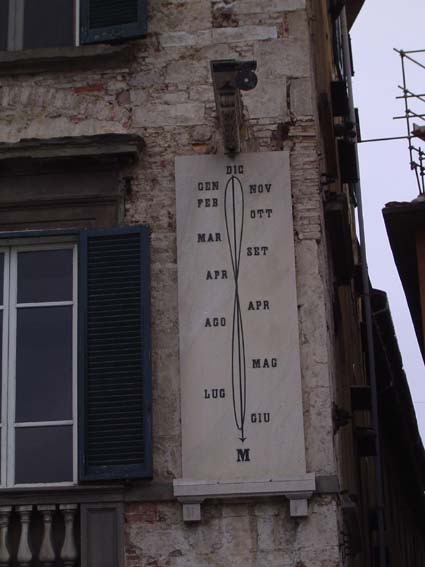 DIC
GEN NOV
FEB OTT
MAR SET
APR
APR
AGO
MAG
LUG
GIU
M